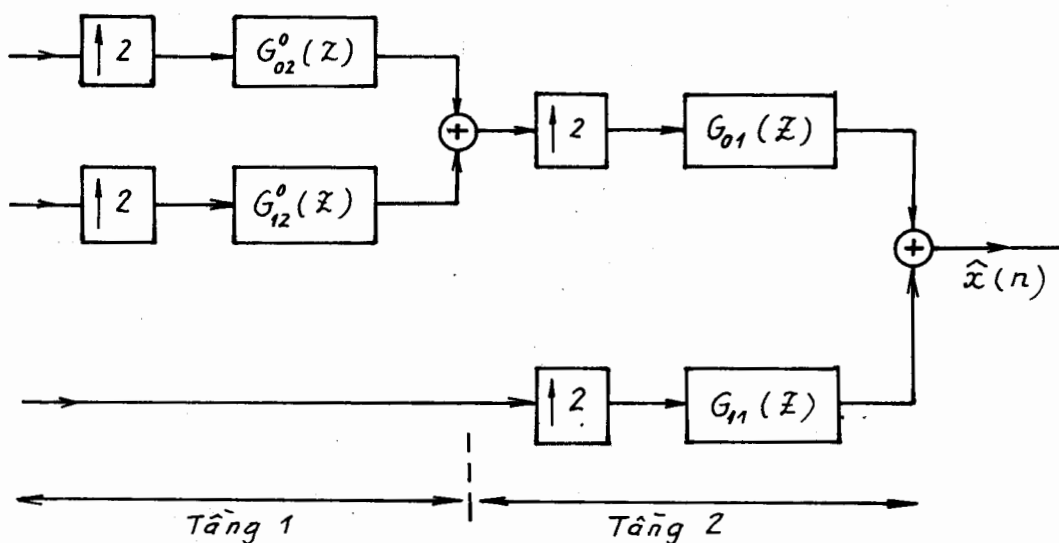 ↑2
G⁰₀₂(Z)
↑2
G₀₁(Z)
+
↑2
G⁰₁₂(Z)
+
x̂(n)
↑2
G₁₁(Z)
Tầng 1
Tầng 2